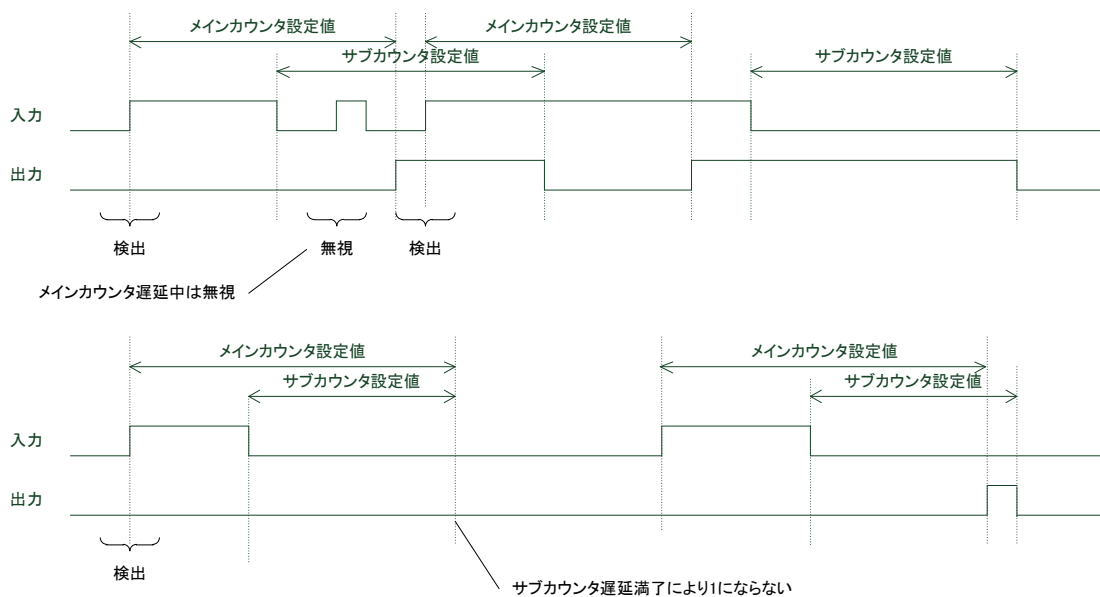 メインカウンタ設定値
メインカウンタ設定値
サブカウンタ設定値
サブカウンタ設定値
入力
出力
検出
無視
検出
メインカウンタ遅延中は無視
メインカウンタ設定値
メインカウンタ設定値
サブカウンタ設定値
サブカウンタ設定値
入力
出力
検出
サブカウンタ遅延満了により1にならない